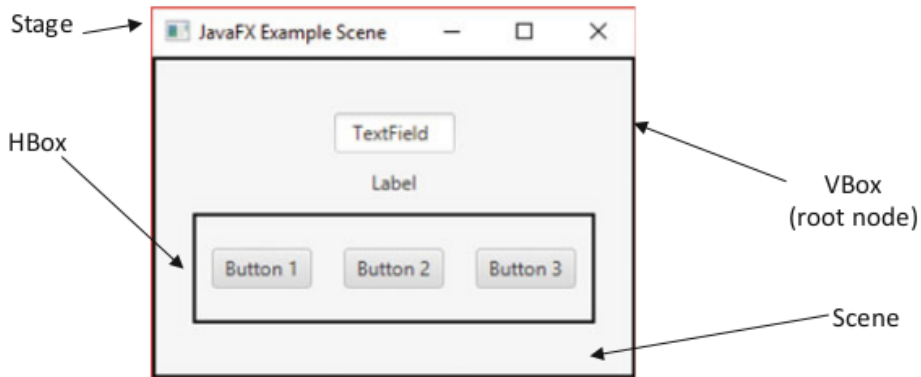 Stage
JavaFX Example Scene
TextField
HBox
Label
VBox
(root node)
Button 1 Button 2 Button 3
Scene